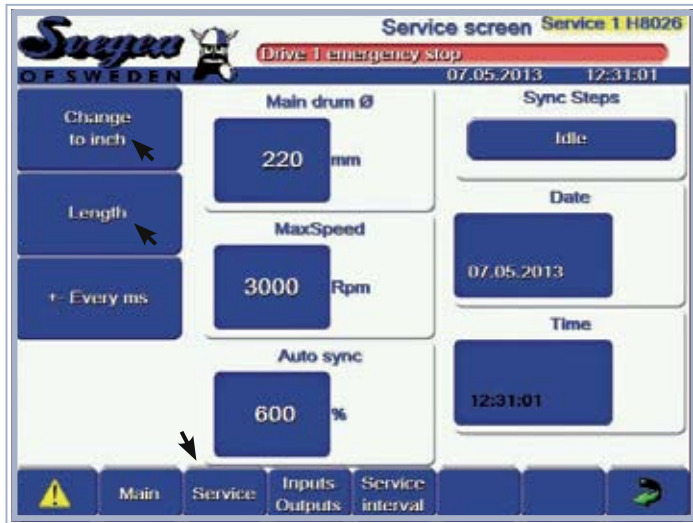 Svegea
OF SWEDEN
Service screen
Service 1 H8026
Drive 1 emergency stop
07.05.2013 12:31:01
Change
to inch
Length
+- Every ms
Main drum Ø
220 mm
MaxSpeed
3000 Rpm
Auto sync
600 %
Sync Steps
Idle
Date
07.05.2013
Time
12:31:01
Main
Service
Inputs
Outputs
Service
interval